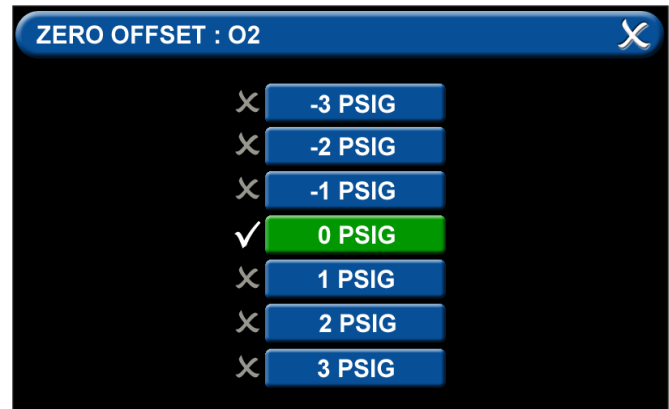 ZERO OFFSET : O2
-3 PSIG
-2 PSIG
-1 PSIG
0 PSIG
1 PSIG
2 PSIG
3 PSIG